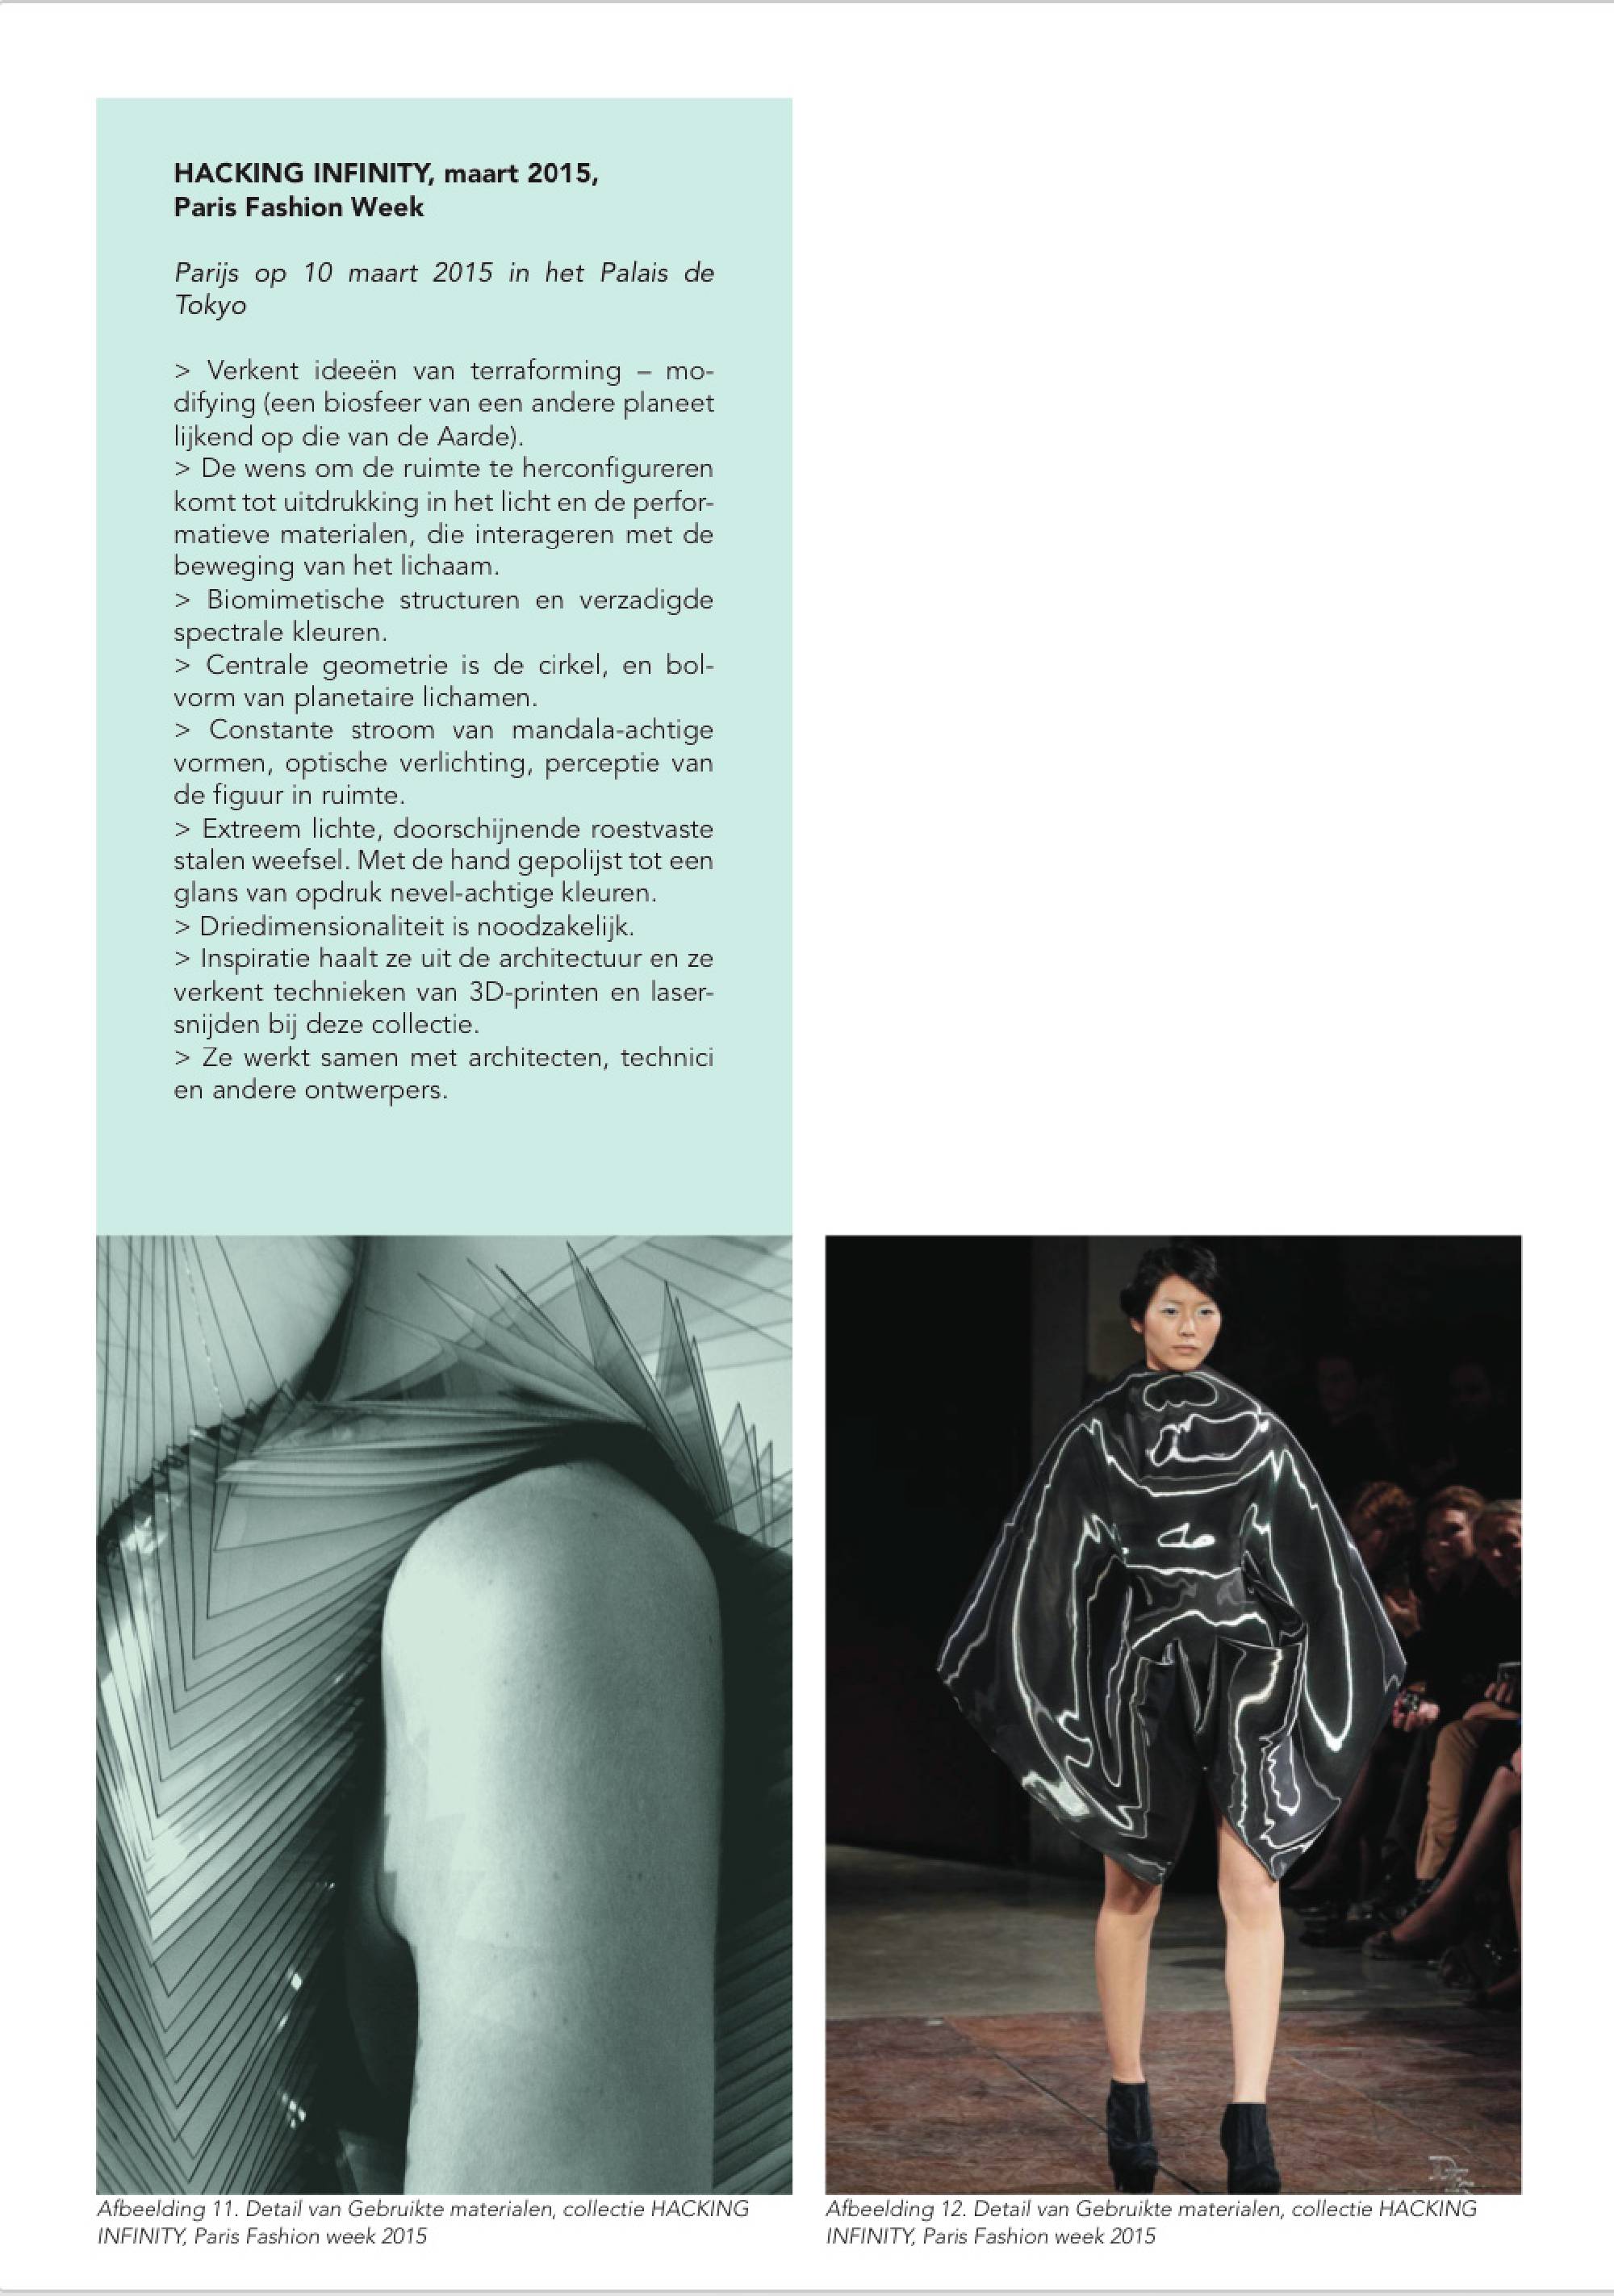 HACKING INFINITY, maart 2015,
Paris Fashion Week
Parijs op 10 maart 2015 in het Palais de
Tokyo
> Verkent ideeën van terraforming – mo-
difying (een biosfeer van een andere planeet
lijkend op die van de Aarde).
> De wens om de ruimte te herconfigureren
komt tot uitdrukking in het licht en de perfor-
matieve materialen, die interageren met de
beweging van het lichaam.
> Biomimetische structuren en verzadigde
spectrale kleuren.
> Centrale geometrie is de cirkel, en bol-
vorm van planetaire lichamen.
> Constante stroom van mandala-achtige
vormen, optische verlichting, perceptie van
de figuur in ruimte.
> Extreem lichte, doorschijnende roestvaste
stalen weefsel. Met de hand gepolijst tot een
glans van opdruk nevel-achtige kleuren.
> Driedimensionaliteit is noodzakelijk.
> Inspiratie haalt ze uit de architectuur en ze
verkent technieken van 3D-printen en laser-
snijden bij deze collectie.
> Ze werkt samen met architecten, technici
en andere ontwerpers.
Afbeelding 11. Detail van Gebruikte materialen, collectie HACKING
INFINITY, Paris Fashion week 2015
Afbeelding 12. Detail van Gebruikte materialen, collectie HACKING
INFINITY, Paris Fashion week 2015